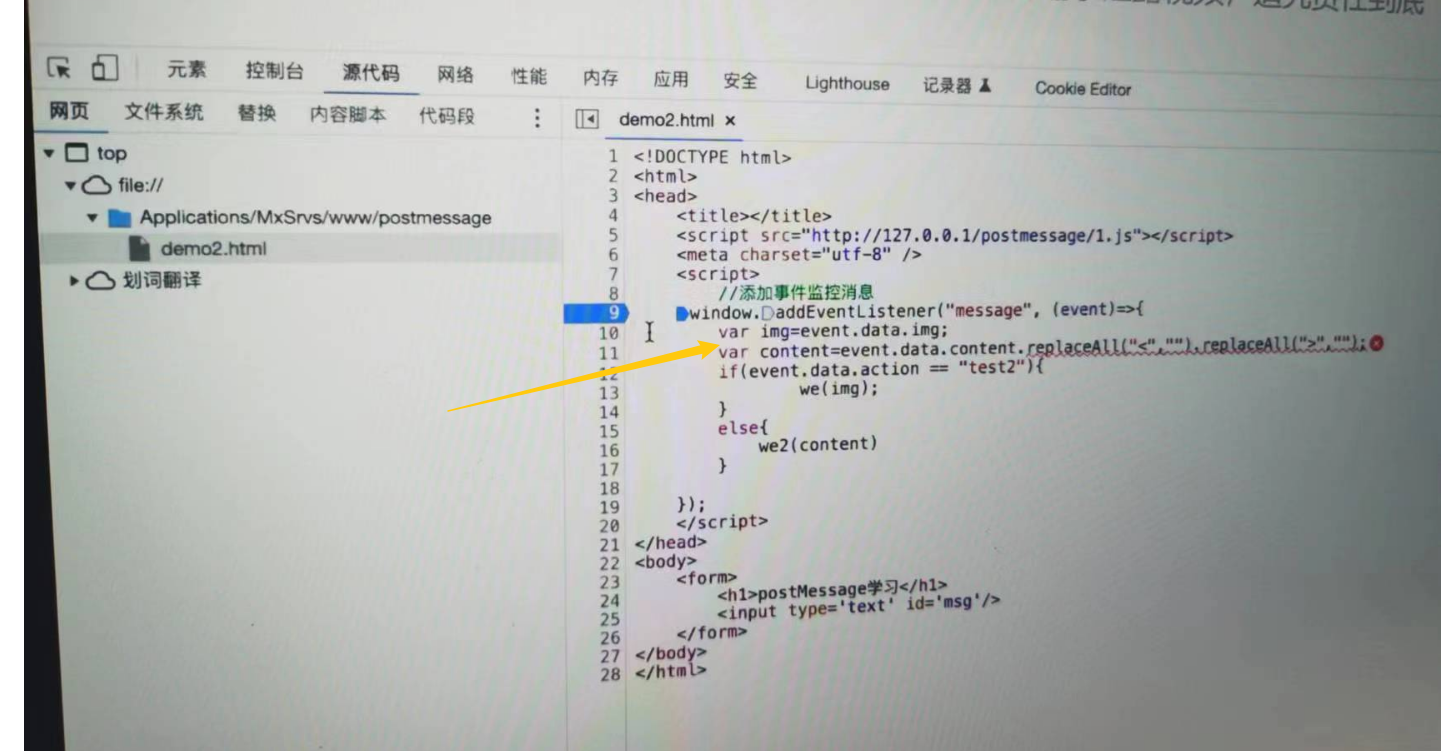 元素 控制台 源代码 网络 性能 内存 应用 安全 Lighthouse 记录器 Cookie Editor
网页 文件系统 替换 内容脚本 代码段 demo2.html ×
top
file://
Applications/MxSrvs/www/postmessage
demo2.html
划词翻译
1 <!DOCTYPE html>
2 <html>
3 <head>
4 <title></title>
5 <script src="http://127.0.0.1/postmessage/1.js"></script>
6 <meta charset="utf-8" />
7 <script>
8 //添加事件监控消息
9 window.addEventListener("message", (event)=>{
10 var img=event.data.img;
11 var content=event.data.content.replaceAll("<","").replaceAll(">","");
12 if(event.data.action == "test2"){
13 we(img);
14 }
15 else{
16 we2(content)
17 }
18
19 });
20 </script>
21 </head>
22 <body>
23 <form>
24 <h1>postMessage学习</h1>
25 <input type='text' id='msg'/>
26 </form>
27 </body>
28 </html>